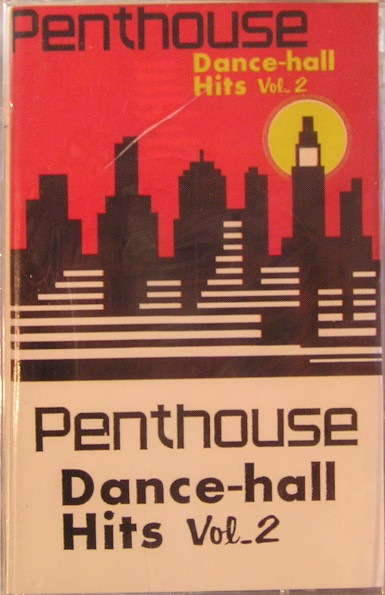 Penthouse
Dance-hall
Hits Vol. 2
Penthouse
Dance-hall
Hits Vol. 2